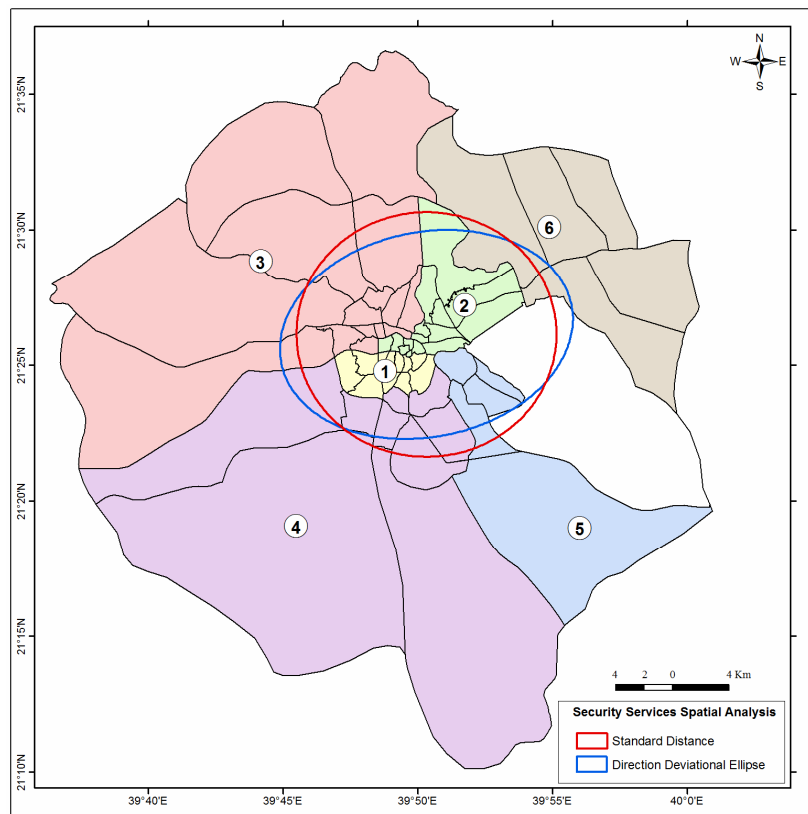 N
W E
S
21°35'N
21°30'N
21°25'N
21°20'N
21°15'N
21°10'N
6
3
2
1
4
5
4 2 0 4 Km
Security Services Spatial Analysis
Standard Distance
Direction Deviational Ellipse
39°40'E 39°45'E 39°50'E 39°55'E 40°0'E